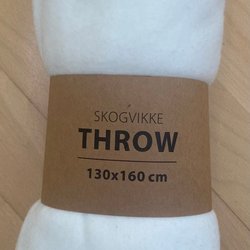 SKOGVIKKE
THROW
130x160 cm